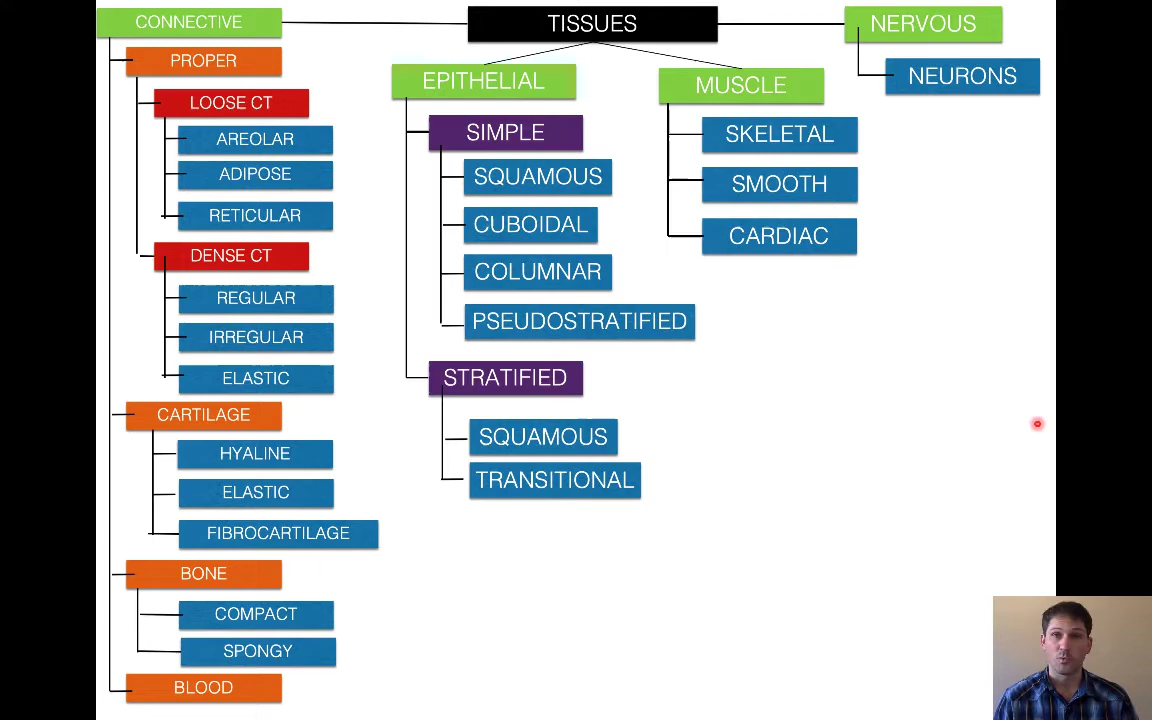 TISSUES
CONNECTIVE
PROPER
LOOSE CT
AREOLAR
ADIPOSE
RETICULAR
DENSE CT
REGULAR
IRREGULAR
ELASTIC
CARTILAGE
HYALINE
ELASTIC
FIBROCARTILAGE
BONE
COMPACT
SPONGY
BLOOD
EPITHELIAL
SIMPLE
SQUAMOUS
CUBOIDAL
COLUMNAR
PSEUDOSTRATIFIED
STRATIFIED
SQUAMOUS
TRANSITIONAL
MUSCLE
SKELETAL
SMOOTH
CARDIAC
NERVOUS
NEURONS